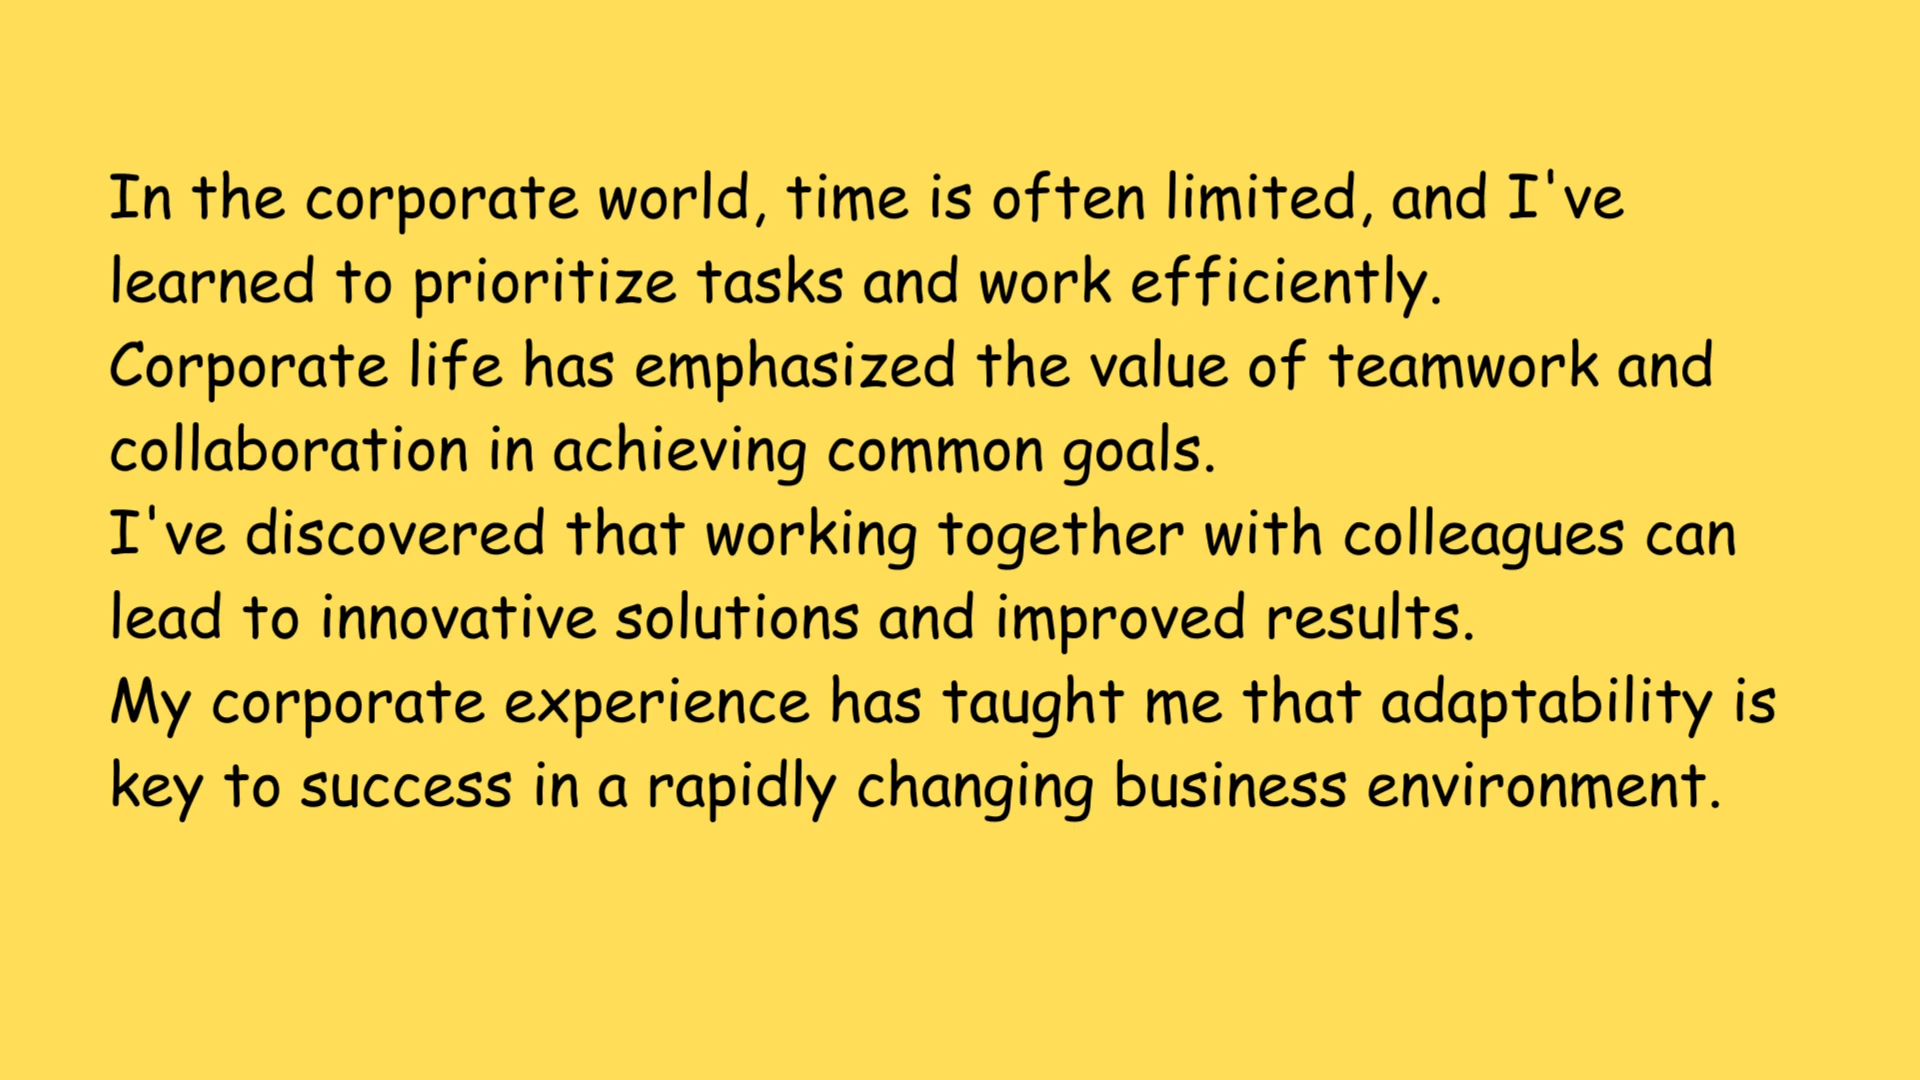 In the corporate world, time is often limited, and I've
learned to prioritize tasks and work efficiently.
Corporate life has emphasized the value of teamwork and
collaboration in achieving common goals.
I've discovered that working together with colleagues can
lead to innovative solutions and improved results.
My corporate experience has taught me that adaptability is
key to success in a rapidly changing business environment.